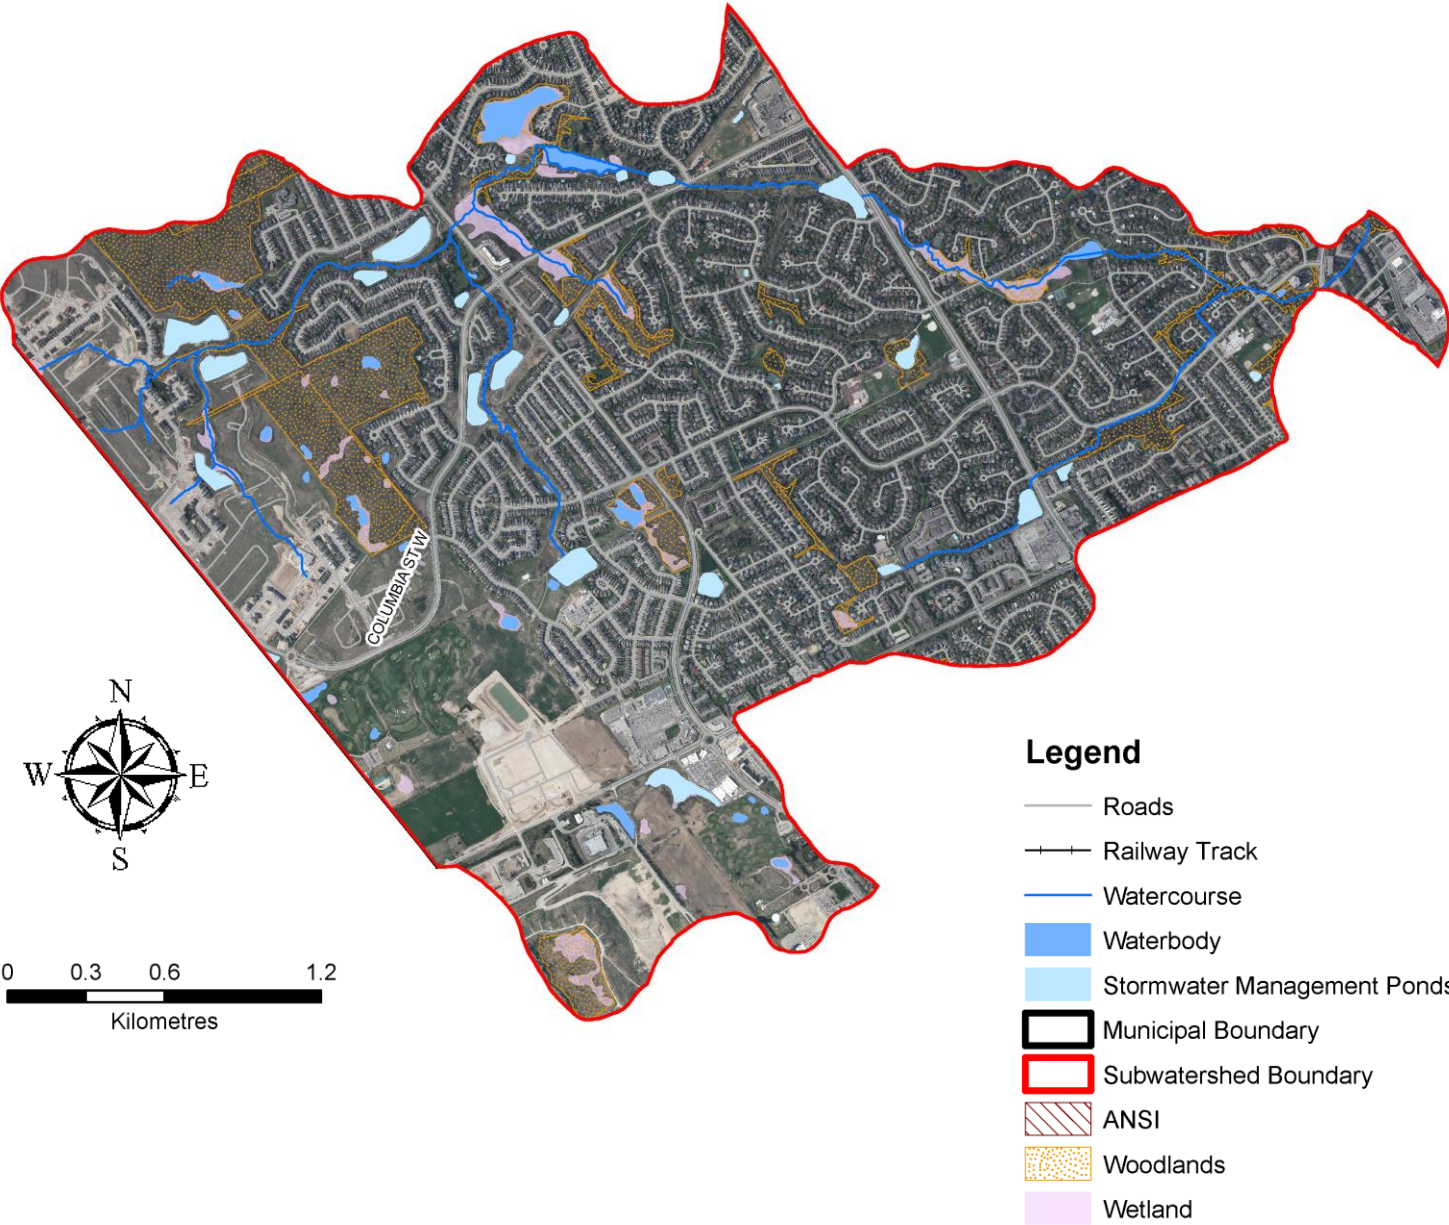 COLUMBIA ST W
N
W
E
S
0 0.3 0.6 1.2
Kilometres
Legend
Roads
Railway Track
Watercourse
Waterbody
Stormwater Management Ponds
Municipal Boundary
Subwatershed Boundary
ANSI
Woodlands
Wetland